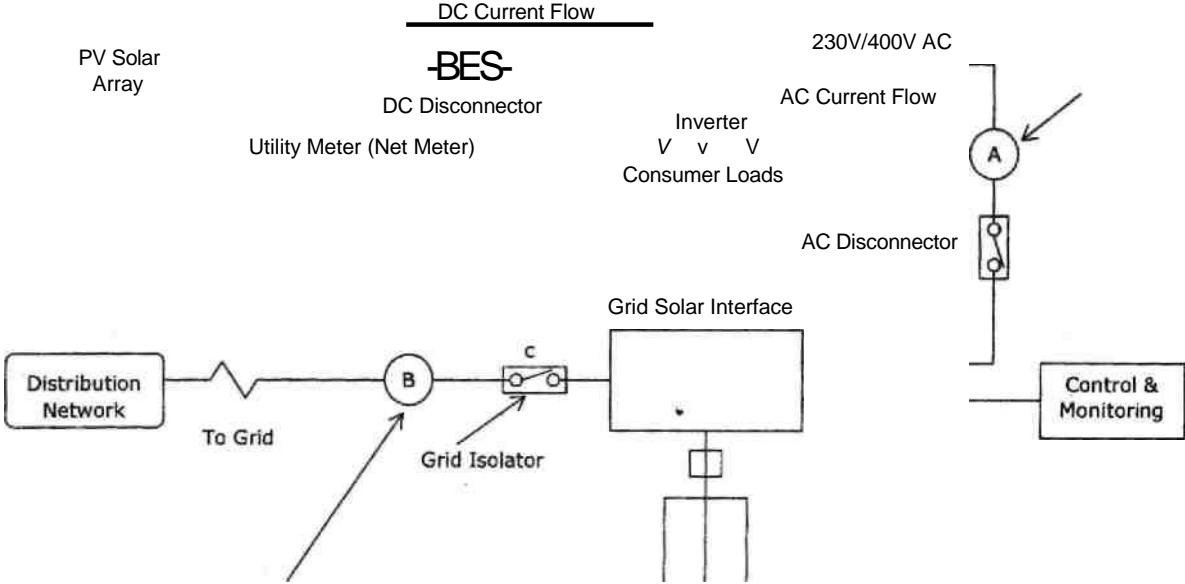 DC Current Flow
230V/400V AC
PV Solar
Array
-BES-
DC Disconnector
AC Current Flow
Inverter
Utility Meter (Net Meter)
V v V
Consumer Loads
A
AC Disconnector
Grid Solar Interface
C
Distribution
Network
B
Control &
Monitoring
To Grid
Grid Isolator